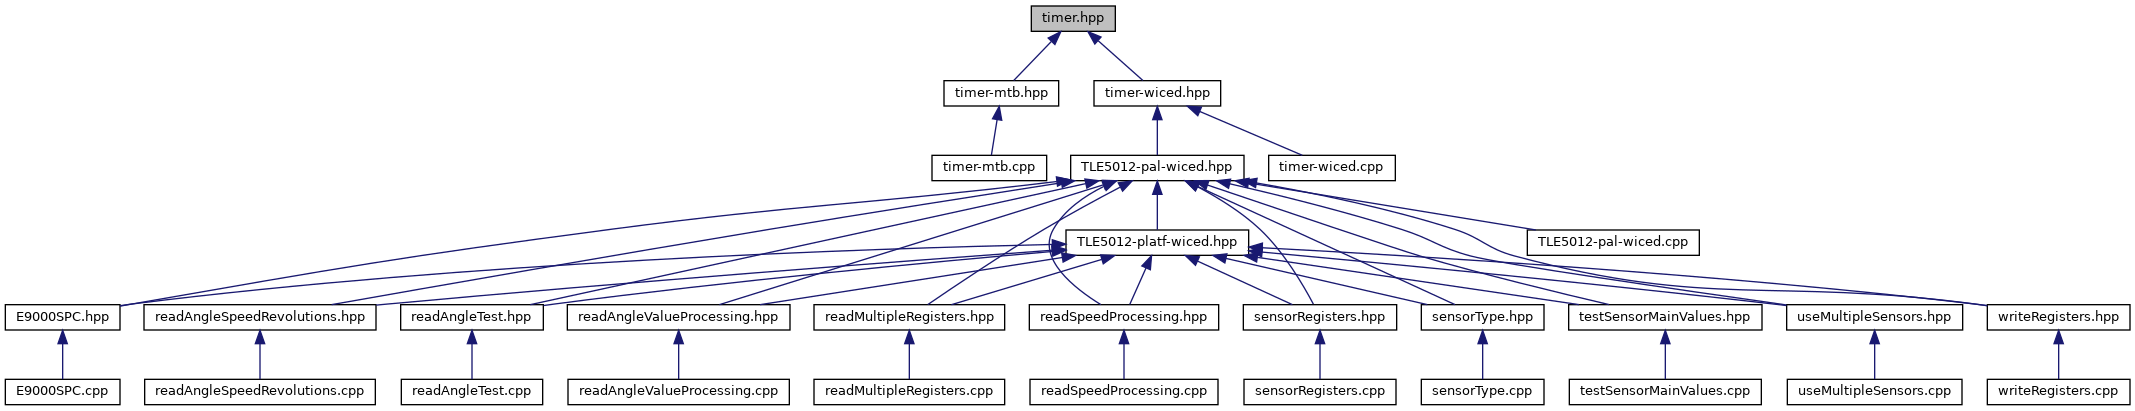 timer.hpp
timer-mtb.hpp
timer-wiced.hpp
timer-mtb.cpp
TLE5012-pal-wiced.hpp
timer-wiced.cpp
TLE5012-platf-wiced.hpp
TLE5012-pal-wiced.cpp
E9000SPC.hpp
readAngleSpeedRevolutions.hpp
readAngleTest.hpp
readAngleValueProcessing.hpp
readMultipleRegisters.hpp
readSpeedProcessing.hpp
sensorRegisters.hpp
sensorType.hpp
testSensorMainValues.hpp
useMultipleSensors.hpp
writeRegisters.hpp
E9000SPC.cpp
readAngleSpeedRevolutions.cpp
readAngleTest.cpp
readAngleValueProcessing.cpp
readMultipleRegisters.cpp
readSpeedProcessing.cpp
sensorRegisters.cpp
sensorType.cpp
testSensorMainValues.cpp
useMultipleSensors.cpp
writeRegisters.cpp